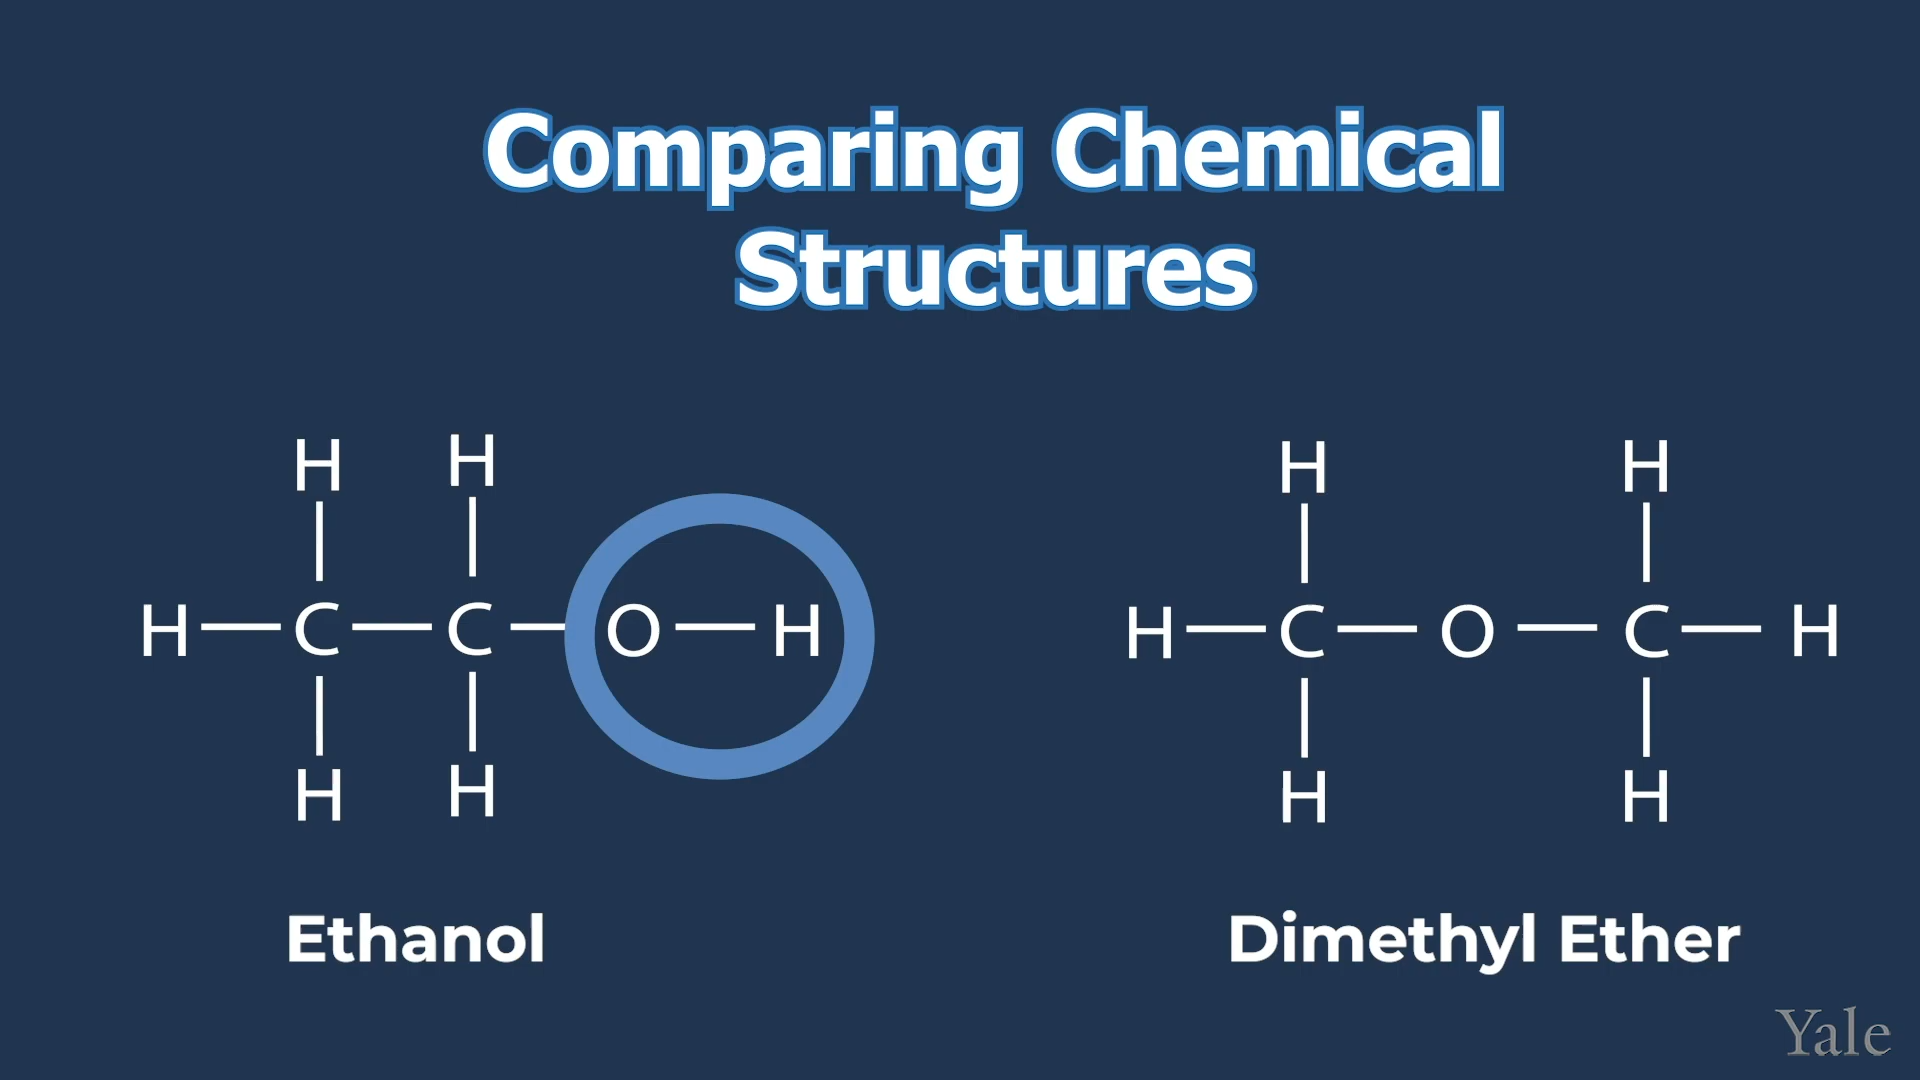 Comparing Chemical
Structures
H H
H C C O H
H H
H H
H C O C H
H H
Ethanol
Dimethyl Ether
Yale